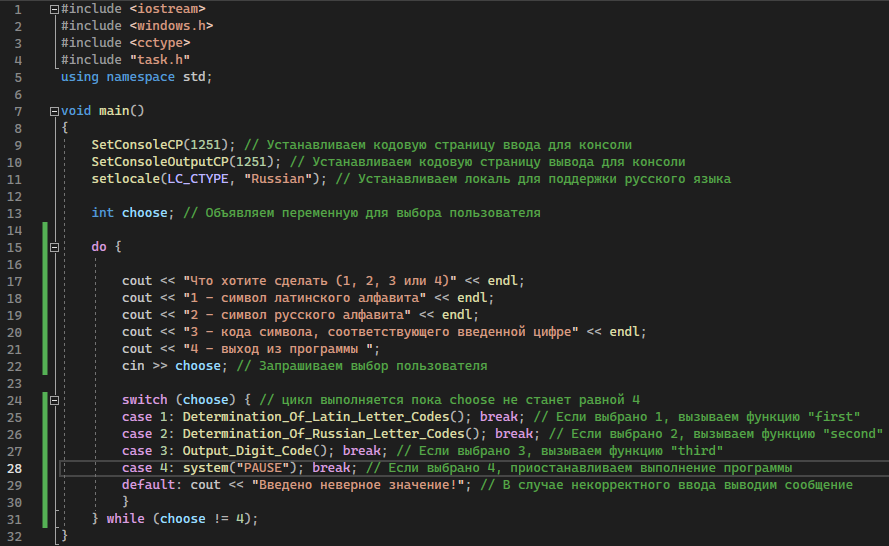 1 #include <iostream>
2 #include <windows.h>
3 #include <cctype>
4 #include "task.h"
5 using namespace std;
6
7 void main()
8 {
9 SetConsoleCP(1251); // Устанавливаем кодовую страницу ввода для консоли
10 SetConsoleOutputCP(1251); // Устанавливаем кодовую страницу вывода для консоли
11 setlocale(LC_CTYPE, "Russian"); // Устанавливаем локаль для поддержки русского языка
12
13 int choose; // Объявляем переменную для выбора пользователя
14
15 do {
16
17 cout << "Что хотите сделать (1, 2, 3 или 4)" << endl;
18 cout << "1 – символ латинского алфавита" << endl;
19 cout << "2 – символ русского алфавита" << endl;
20 cout << "3 – кода символа, соответствующего введенной цифре" << endl;
21 cout << "4 – выход из программы ";
22 cin >> choose; // Запрашиваем выбор пользователя
23
24 switch (choose) { // цикл выполняется пока choose не станет равной 4
25 case 1: Determination_Of_Latin_Letter_Codes(); break; // Если выбрано 1, вызываем функцию "first"
26 case 2: Determination_Of_Russian_Letter_Codes(); break; // Если выбрано 2, вызываем функцию "second"
27 case 3: Output_Digit_Code(); break; // Если выбрано 3, вызываем функцию "third"
28 case 4: system("PAUSE"); break; // Если выбрано 4, приостанавливаем выполнение программы
29 default: cout << "Введено неверное значение!"; // В случае некорректного ввода выводим сообщение
30 }
31 } while (choose != 4);
32 }